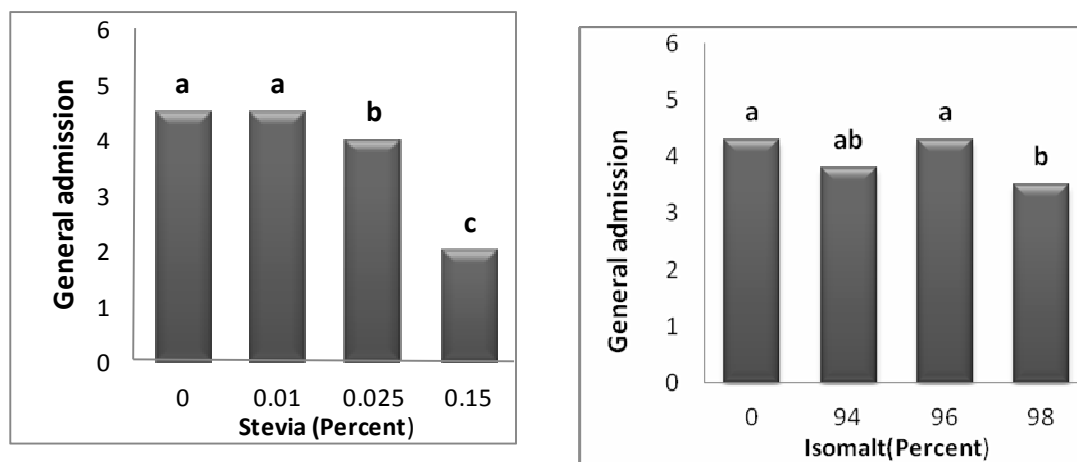 General admission
6
5
4
3
2
1
0
a
a
b
c
0
0.01
0.025
0.15
Stevia (Percent)
General admission
6
5
4
3
2
1
0
a
ab
a
b
0
94
96
98
Isomalt(Percent)